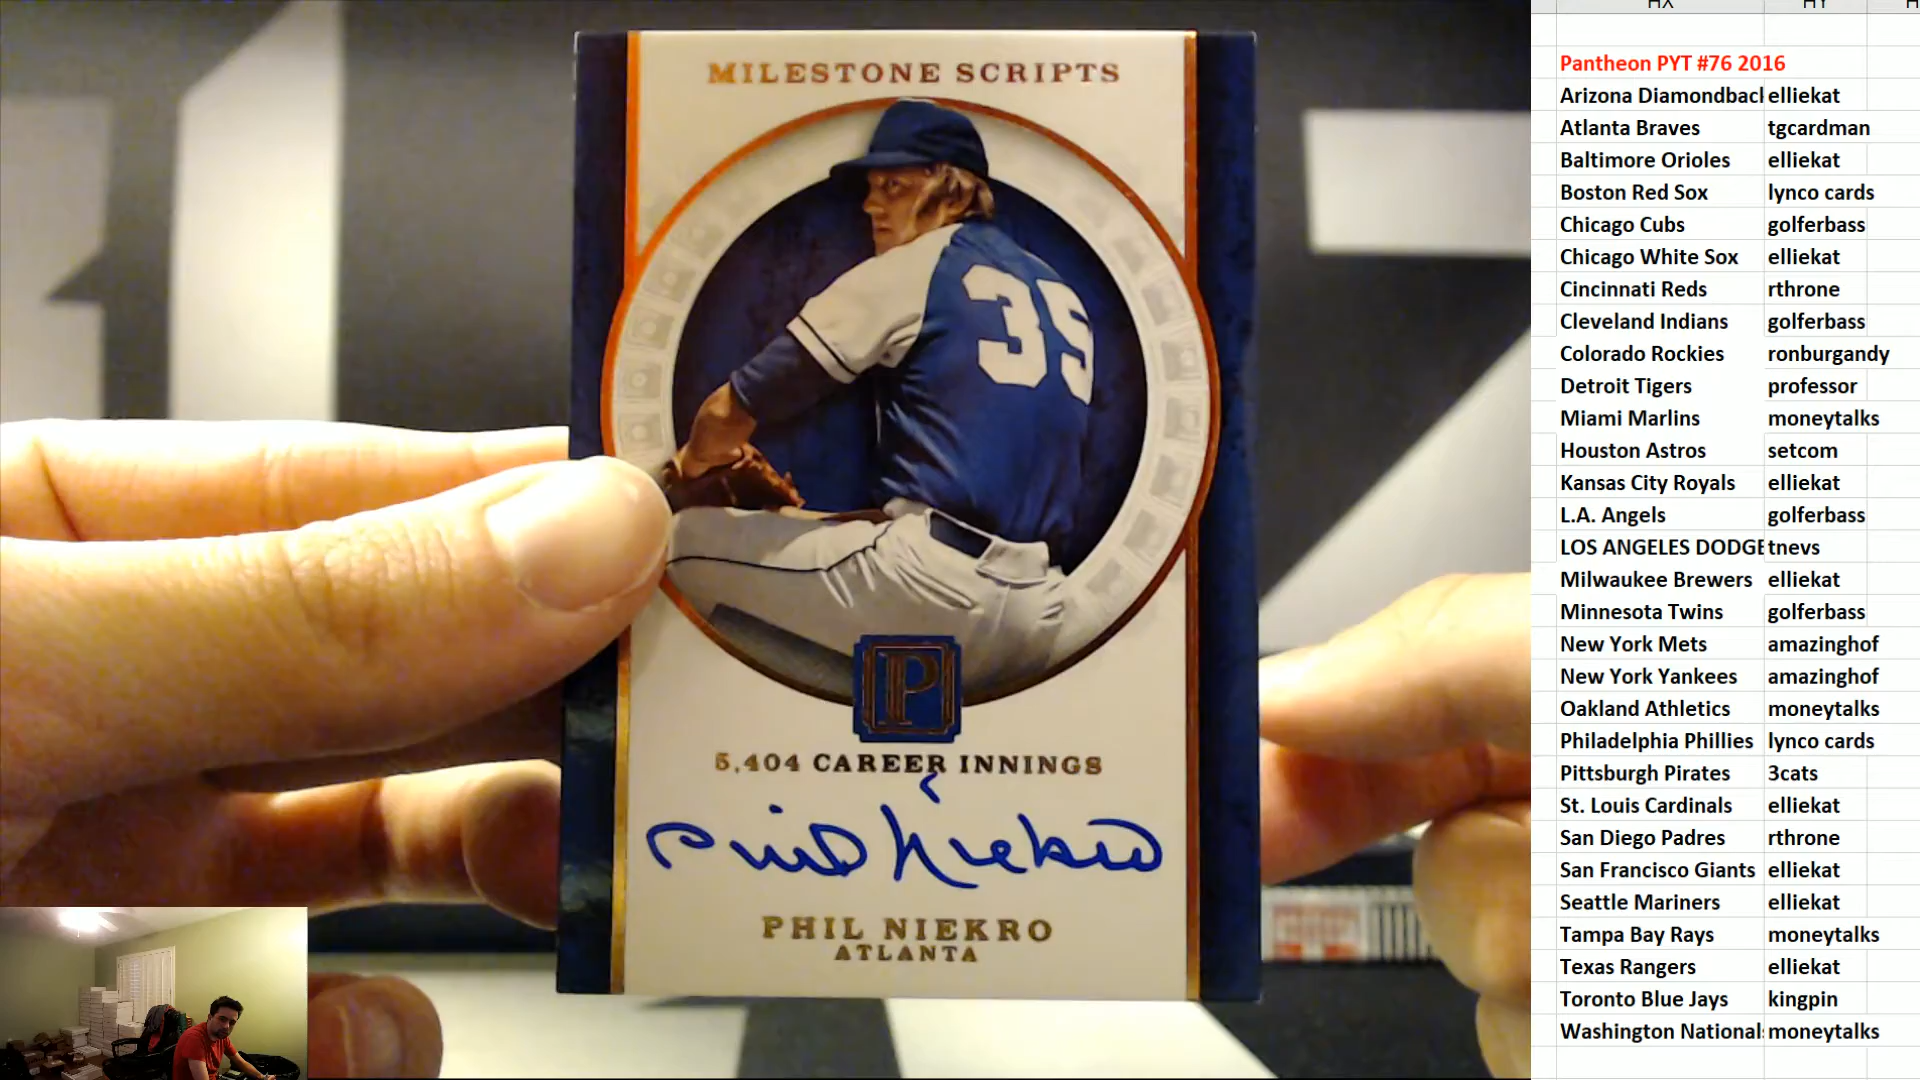 MILESTONE SCRIPTS
35
P
5,404 CAREER INNINGS
Phil Niekro
PHIL NIEKRO
ATLANTA
HX HY
Pantheon PYT #76 2016
Arizona Diamondback elliekat
Atlanta Braves tgcardman
Baltimore Orioles elliekat
Boston Red Sox lynco cards
Chicago Cubs golferbass
Chicago White Sox elliekat
Cincinnati Reds rthrone
Cleveland Indians golferbass
Colorado Rockies ronburgandy
Detroit Tigers professor
Miami Marlins moneytalks
Houston Astros setcom
Kansas City Royals elliekat
L.A. Angels golferbass
LOS ANGELES DODGE tnevs
Milwaukee Brewers elliekat
Minnesota Twins golferbass
New York Mets amazinghof
New York Yankees amazinghof
Oakland Athletics moneytalks
Philadelphia Phillies lynco cards
Pittsburgh Pirates 3cats
St. Louis Cardinals elliekat
San Diego Padres rthrone
San Francisco Giants elliekat
Seattle Mariners elliekat
Tampa Bay Rays moneytalks
Texas Rangers elliekat
Toronto Blue Jays kingpin
Washington Nationals moneytalks